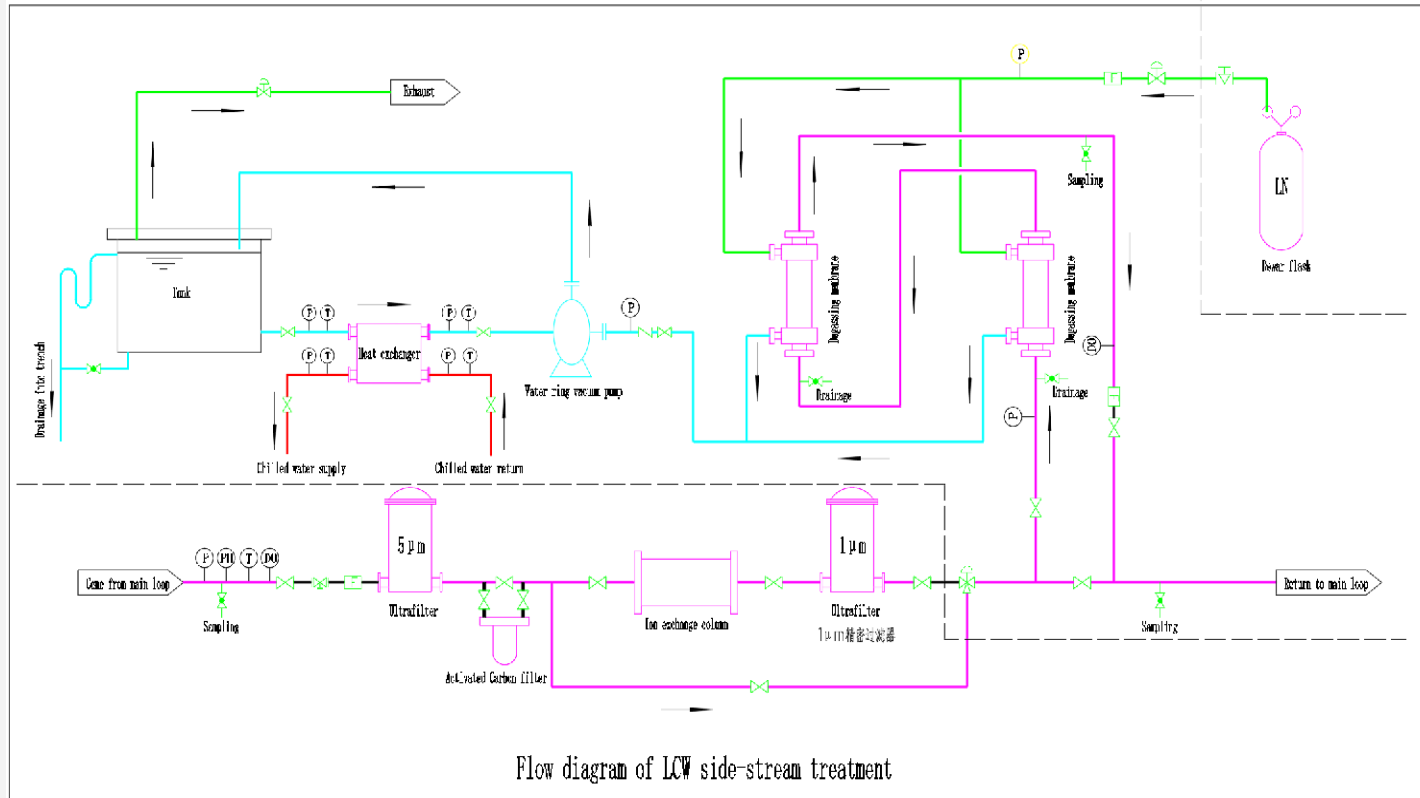 P
Exhaust
LN
Sampling
Dewar flask
Tank
Degassing membrane
Degassing membrane
P T
P T
P
DO
Heat exchanger
P T
P T
Water ring vacuum pump
Drainage
Drainage
P
Drainage into trench
Chilled water supply
Chilled water return
5μm
1μm
P PH T DO
Come from main loop
Return to main loop
Sampling
Ultrafilter
Ion exchange column
Ultrafilter
1μm精密过滤器
Sampling
Activated Carbon filter
Flow diagram of LCW side-stream treatment